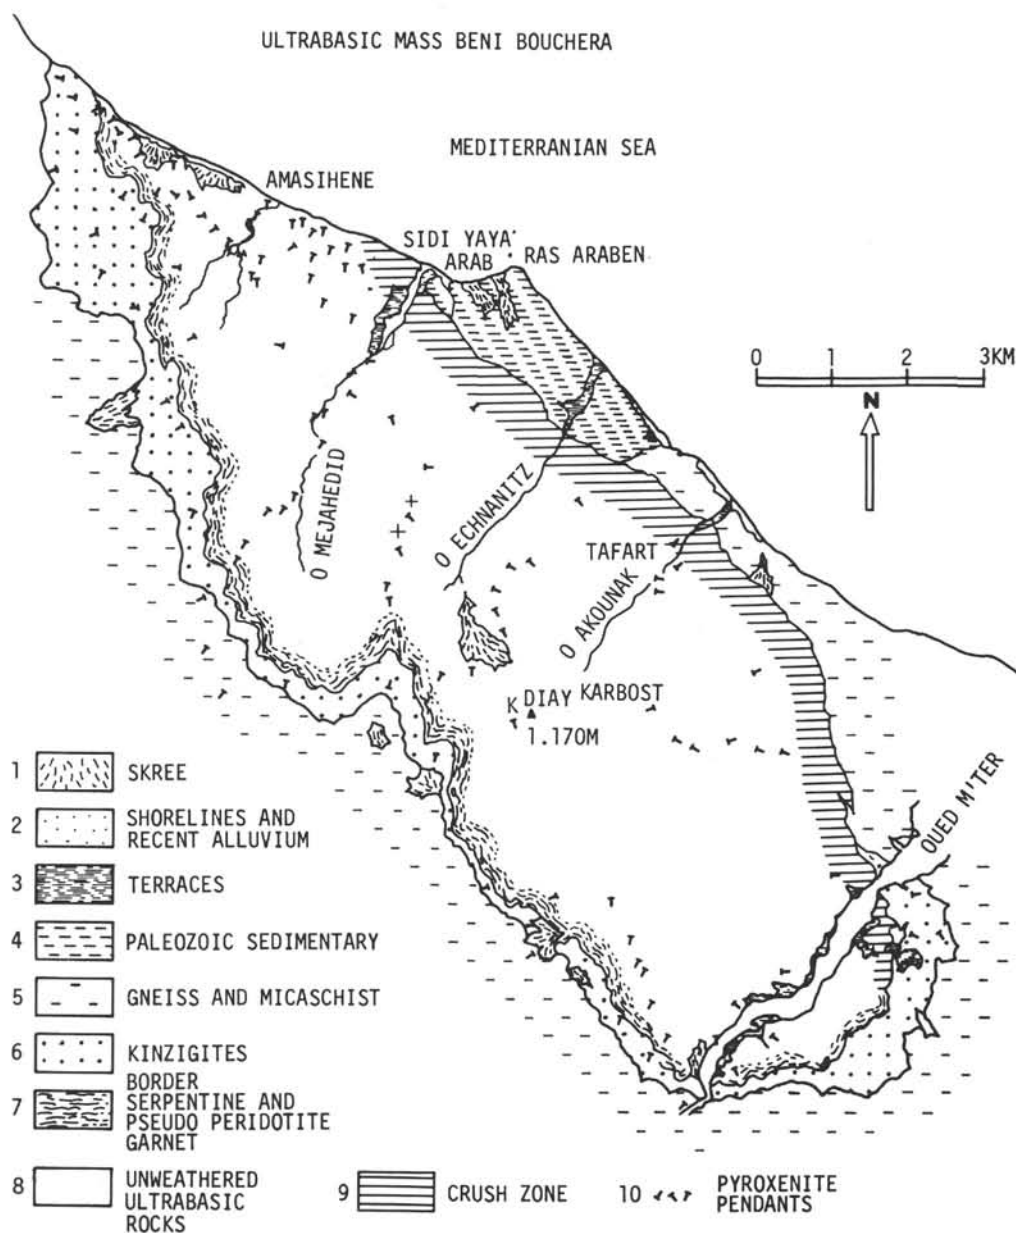 ULTRABASIC MASS BENI BOUCHERA
MEDITERRANIAN SEA
AMASIHENE
SIDI YAYA'
ARAB
RAS ARABEN
0 1 2 3KM
N
O MEJAHEDID
O ECHNANITZ
TAFART
O AKOUNAK
K DIAY KARBOST
1.170M
OUED M'TER
1 SKREE
2 SHORELINES AND
RECENT ALLUVIUM
3 TERRACES
4 PALEOZOIC SEDIMENTARY
5 GNEISS AND MICASCHIST
6 KINZIGITES
7 BORDER
SERPENTINE AND
PSEUDO PERIDOTITE
GARNET
8 UNWEATHERED
ULTRABASIC
ROCKS
9 CRUSH ZONE
10 PYROXENITE
PENDANTS